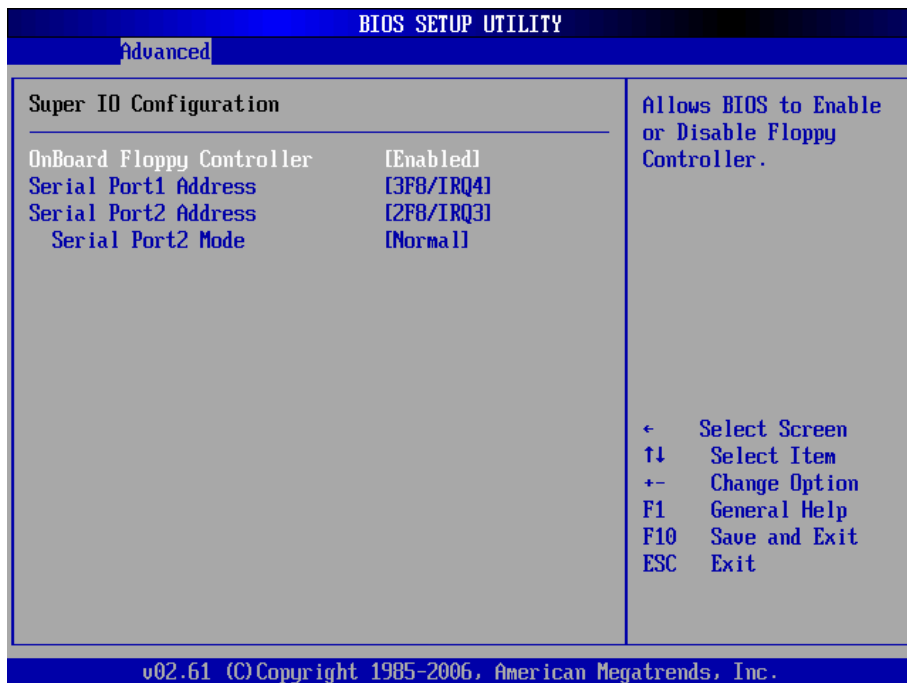 BIOS SETUP UTILITY
Advanced
Super IO Configuration
OnBoard Floppy Controller [Enabled]
Serial Port1 Address [3F8/IRQ4]
Serial Port2 Address [2F8/IRQ3]
Serial Port2 Mode [Normal]
Allows BIOS to Enable
or Disable Floppy
Controller.
← Select Screen
↑↓ Select Item
+- Change Option
F1 General Help
F10 Save and Exit
ESC Exit
v02.61 (C)Copyright 1985-2006, American Megatrends, Inc.